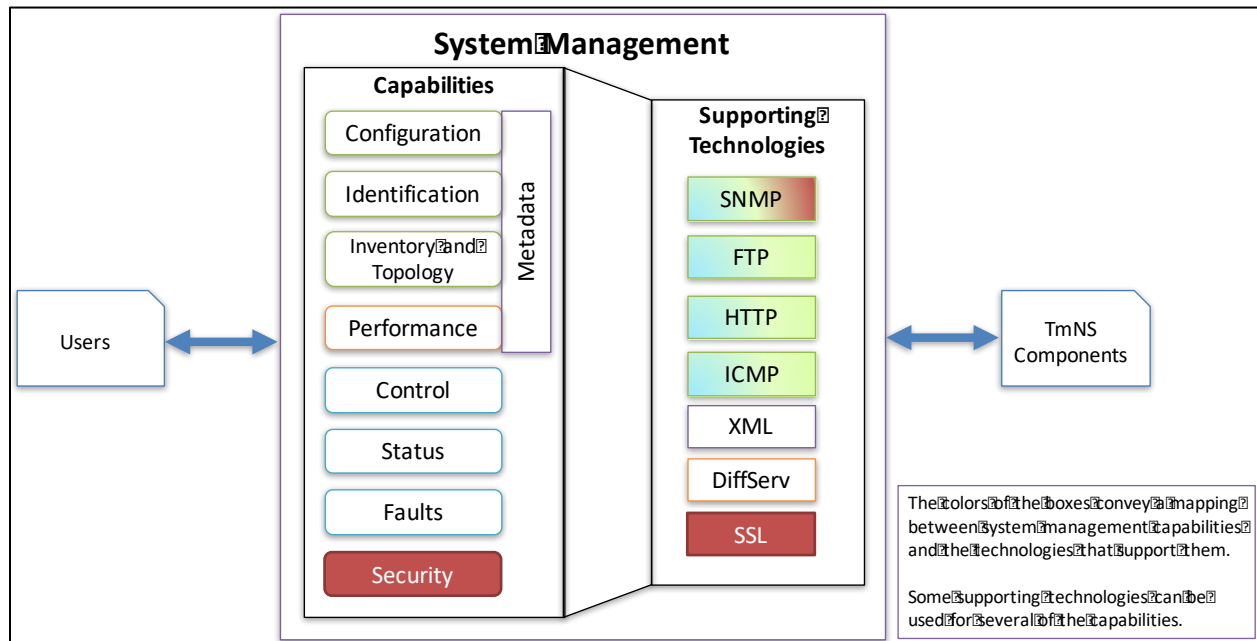 System Management
Capabilities
Configuration
Identification
Inventory and
Topology
Performance
Control
Status
Faults
Security
Metadata
Supporting
Technologies
SNMP
FTP
HTTP
ICMP
XML
DiffServ
SSL
Users
TmNS
Components
The colors of the boxes convey a mapping
between system management capabilities
and the technologies that support them.
Some supporting technologies can be
used for several of the capabilities.